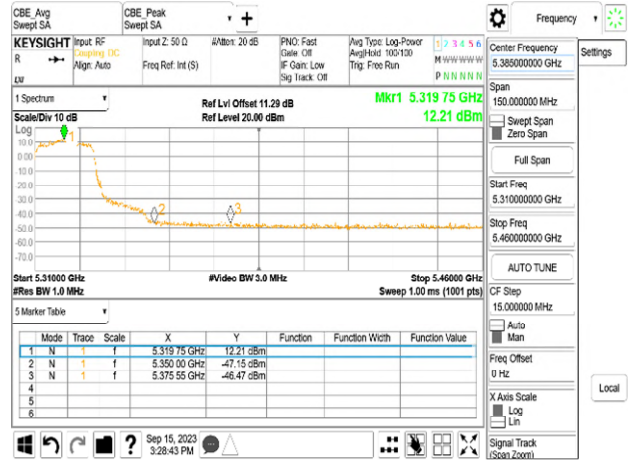 CBE_Avg
Swept SA
CBE_Peak
Swept SA
Frequency
KEYSIGHT
R
LXI
Input: RF
Coupling: DC
Align: Auto
Input Z: 50 Ω
Freq Ref: Int (S)
#Atten: 20 dB
PNO: Fast
Gate: Off
IF Gain: Low
Sig Track: Off
Avg Type: Log-Power
Avg|Hold: 100/100
Trig: Free Run
1 2 3 4 5 6
M W W W W W
P N N N N N
1 Spectrum
Scale/Div 10 dB
Log
Ref Lvl Offset 11.29 dB
Ref Level 20.00 dBm
Mkr1 5.319 75 GHz
12.21 dBm
10.0
0.00
-10.0
-20.0
-30.0
-40.0
-50.0
-60.0
-70.0
1
2
3
Start 5.31000 GHz
#Res BW 1.0 MHz
#Video BW 3.0 MHz
Stop 5.46000 GHz
Sweep 1.00 ms (1001 pts)
5 Marker Table
Mode Trace Scale X Y Function Function Width Function Value
1 N 1 f 5.319 75 GHz 12.21 dBm
2 N 1 f 5.350 00 GHz -47.15 dBm
3 N 1 f 5.375 55 GHz -46.47 dBm
4
5
6
Sep 15, 2023
3:28:43 PM
Center Frequency
5.385000000 GHz
Settings
Span
150.000000 MHz
Swept Span
Zero Span
Full Span
Start Freq
5.310000000 GHz
Stop Freq
5.460000000 GHz
AUTO TUNE
CF Step
15.000000 MHz
Auto
Man
Freq Offset
0 Hz
X Axis Scale
Log
Lin
Local
Signal Track
(Span Zoom)